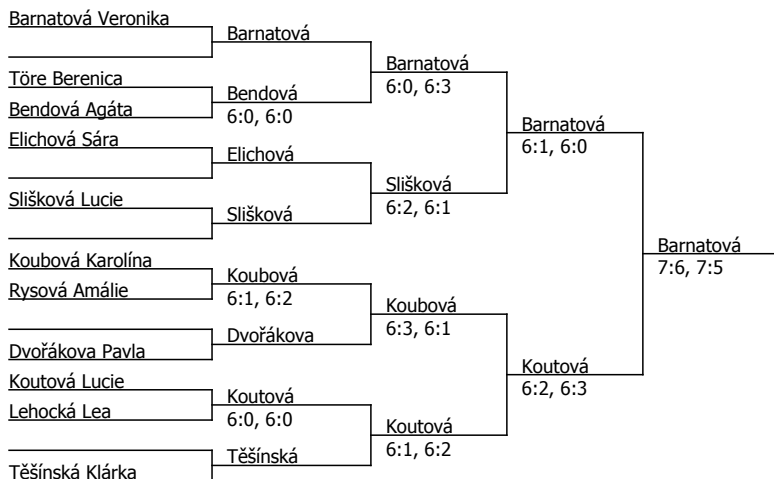 Barnatová Veronika
Töre Berenica
Bendová Agáta
Elichová Sára
Slišková Lucie
Koubová Karolína
Rysová Amálie
Dvořákova Pavla
Koutová Lucie
Lehocká Lea
Těšínská Klárka
Barnatová
Bendová
6:0, 6:0
Elichová
Slišková
Koubová
6:1, 6:2
Dvořákova
Koutová
6:0, 6:0
Těšínská
Barnatová
6:0, 6:3
Slišková
6:2, 6:1
Koubová
6:3, 6:1
Koutová
6:1, 6:2
Barnatová
6:1, 6:0
Koutová
6:2, 6:3
Barnatová
7:6, 7:5